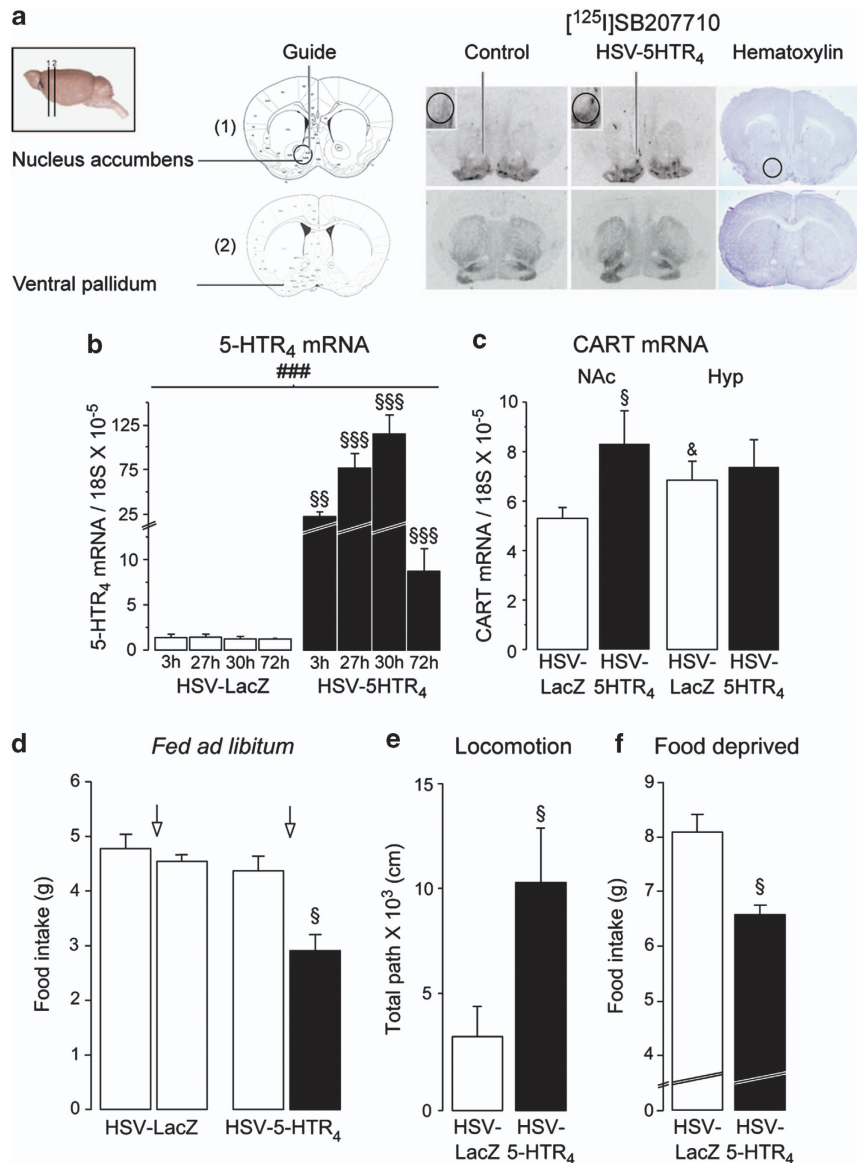 a
[¹²⁵I]SB207710
Guide
Control
HSV-5HTR₄
Hematoxylin
1 2
(1)
Nucleus accumbens
(2)
Ventral pallidum
b
5-HTR₄ mRNA
###
5-HTR₄ mRNA / 18S X 10⁻⁵
125
75
25
10
5
0
§§
§§§
§§§
§§§
3h 27h 30h 72h
3h 27h 30h 72h
HSV-LacZ
HSV-5HTR₄
c
CART mRNA
NAc
Hyp
CART mRNA / 18S X 10⁻⁵
10
8
6
4
2
0
§
&
HSV-LacZ
HSV-5HTR₄
HSV-LacZ
HSV-5HTR₄
d
Fed ad libitum
Food intake (g)
6
5
4
3
2
1
0
§
HSV-LacZ
HSV-5-HTR₄
e
Locomotion
Total path X 10³ (cm)
15
10
5
0
§
HSV-LacZ
HSV-5-HTR₄
f
Food deprived
Food intake (g)
9
8
7
6
4
0
§
HSV-LacZ
HSV-5-HTR₄